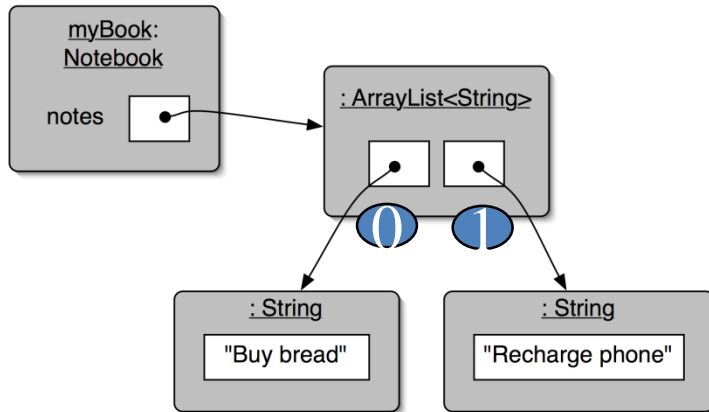 myBook:
Notebook
notes
: ArrayList<String>
0
1
: String
"Buy bread"
: String
"Recharge phone"